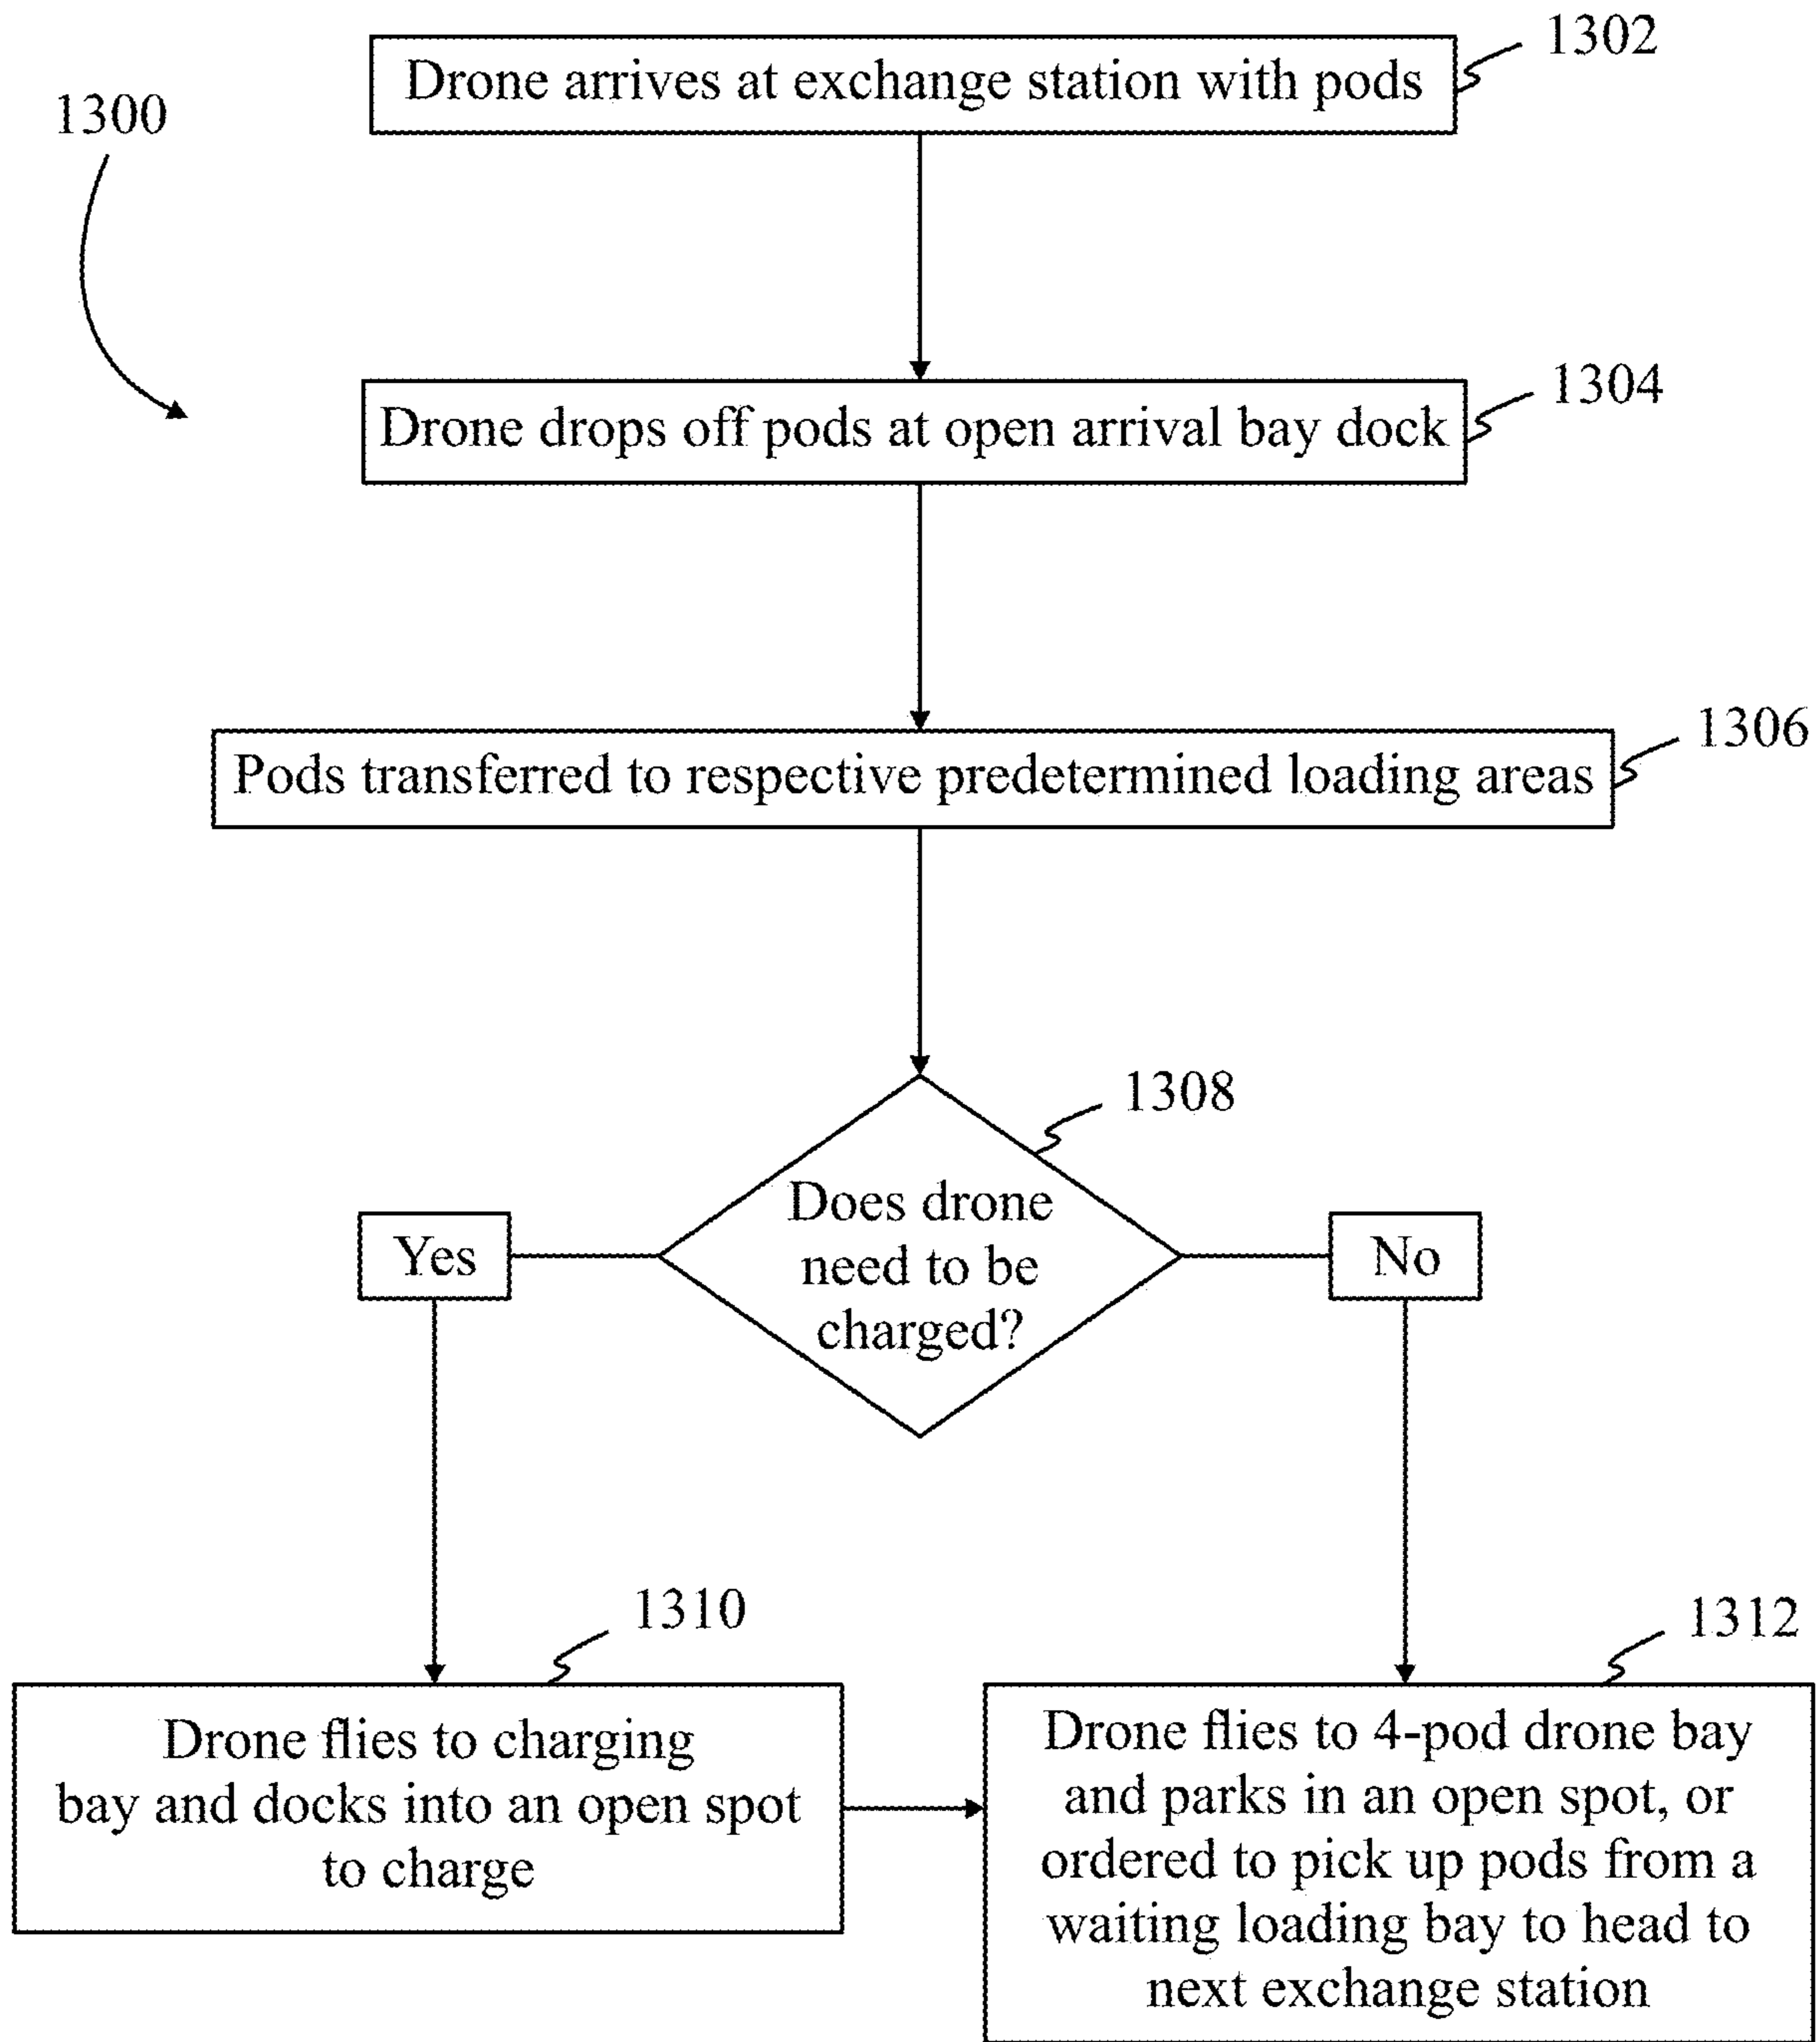 1302
Drone arrives at exchange station with pods
1300
1304
Drone drops off pods at open arrival bay dock
1306
Pods transferred to respective predetermined loading areas
1308
Does drone
need to be
charged?
Yes
No
1310
Drone flies to charging
bay and docks into an open spot
to charge
1312
Drone flies to 4-pod drone bay
and parks in an open spot, or
ordered to pick up pods from a
waiting loading bay to head to
next exchange station